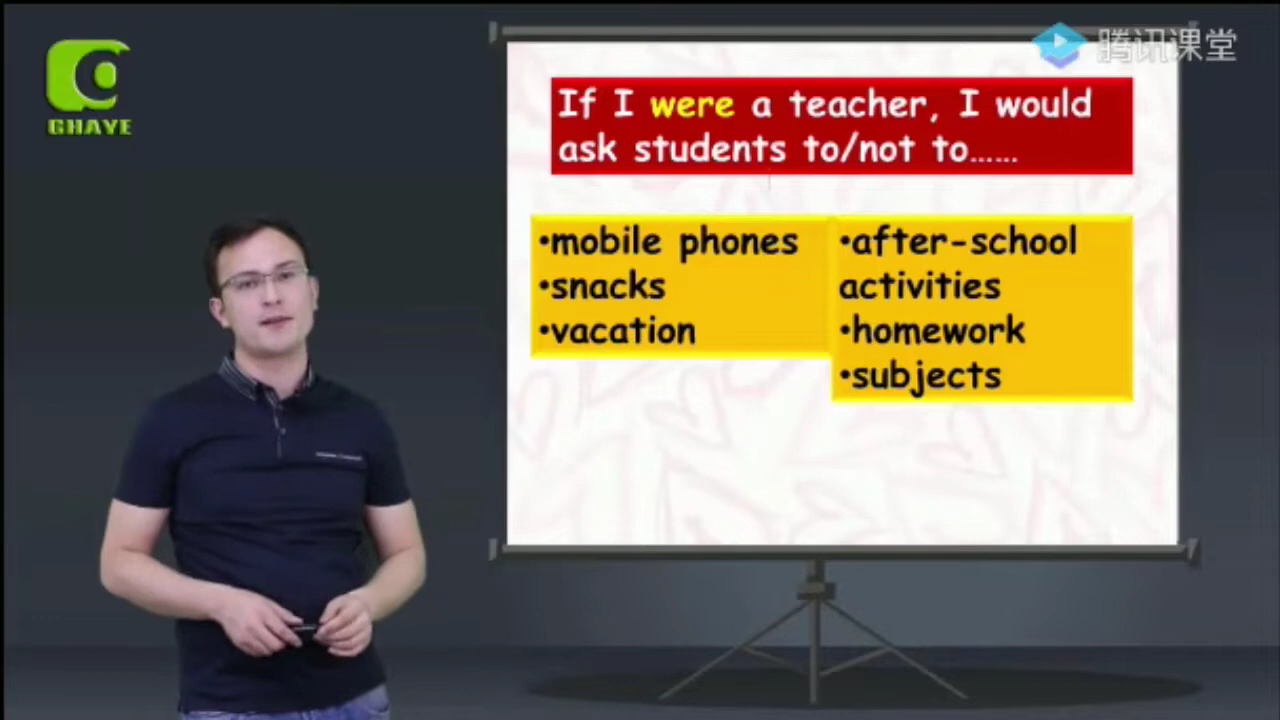 GHAYE
腾讯课堂
If I were a teacher, I would
ask students to/not to……
•mobile phones
•snacks
•vacation
•after-school
activities
•homework
•subjects